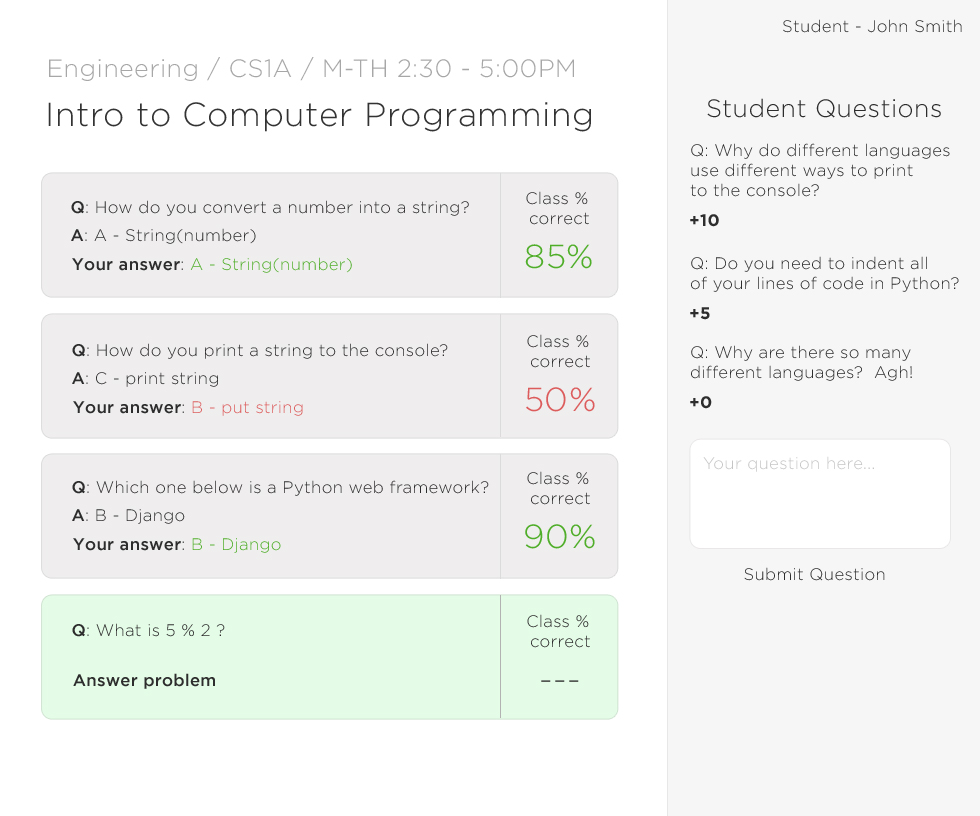 Student - John Smith
Engineering / CS1A / M-TH 2:30 - 5:00PM
Intro to Computer Programming
Q: How do you convert a number into a string?
A: A - String(number)
Your answer: A - String(number)
Class %
correct
85%
Q: How do you print a string to the console?
A: C - print string
Your answer: B - put string
Class %
correct
50%
Q: Which one below is a Python web framework?
A: B - Django
Your answer: B - Django
Class %
correct
90%
Q: What is 5 % 2 ?
Answer problem
Class %
correct
---
Student Questions
Q: Why do different languages
use different ways to print
to the console?
+10
Q: Do you need to indent all
of your lines of code in Python?
+5
Q: Why are there so many
different languages?  Agh!
+0
Your question here...
Submit Question